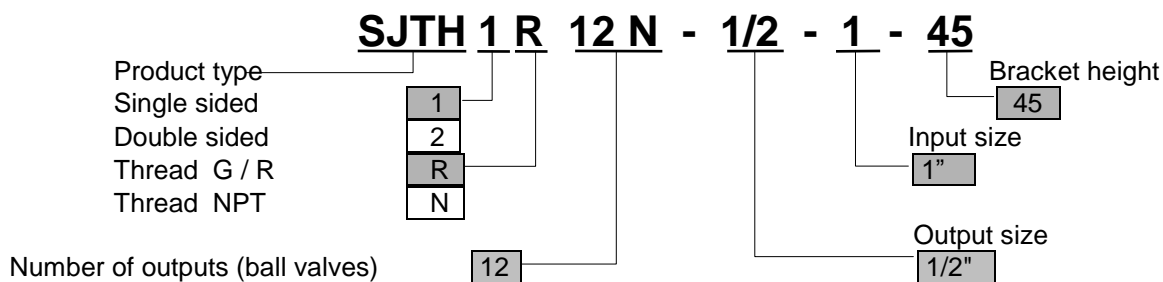 SJTH 1 R 12 N - 1/2 - 1 - 45
Product type
Bracket height
Single sided 1
45
Double sided 2
Input size
Thread G / R R
1”
Thread NPT N
Output size
Number of outputs (ball valves) 12
1/2"